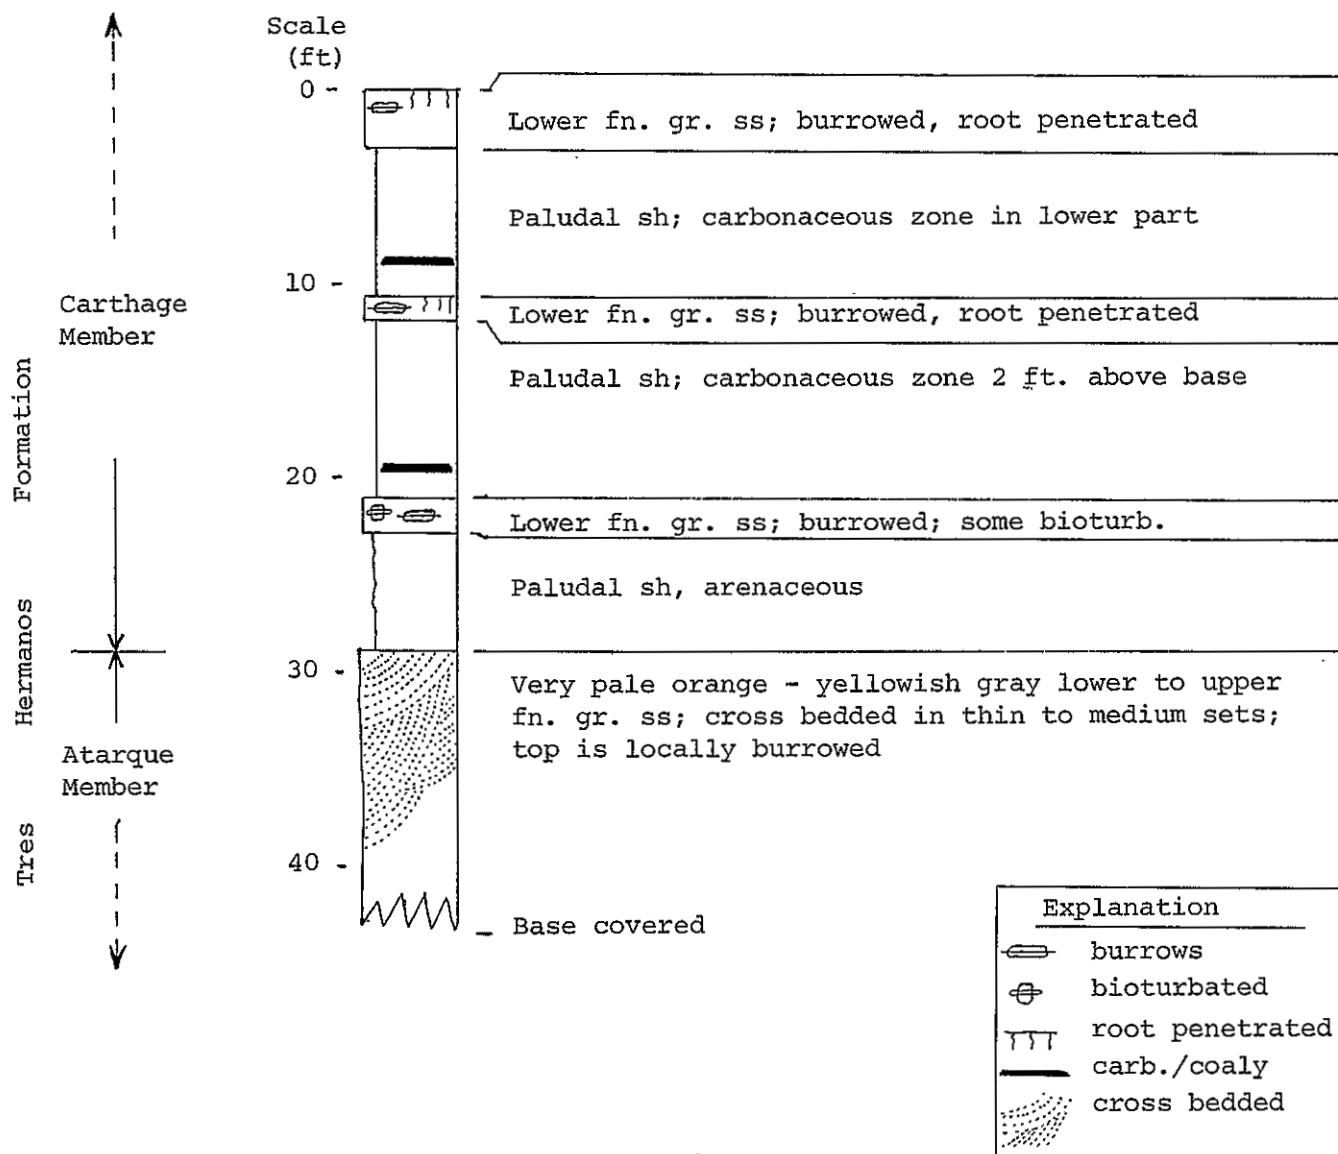 Scale
(ft)
0 -
Lower fn. gr. ss; burrowed, root penetrated
Paludal sh; carbonaceous zone in lower part
10 -
Carthage
Member
Lower fn. gr. ss; burrowed, root penetrated
Paludal sh; carbonaceous zone 2 ft. above base
20 -
Lower fn. gr. ss; burrowed; some bioturb.
Paludal sh, arenaceous
Tres Hermanos Formation
30 -
Very pale orange - yellowish gray lower to upper
fn. gr. ss; cross bedded in thin to medium sets;
top is locally burrowed
Atarque
Member
40 -
Base covered
Explanation
burrows
bioturbated
root penetrated
carb./coaly
cross bedded